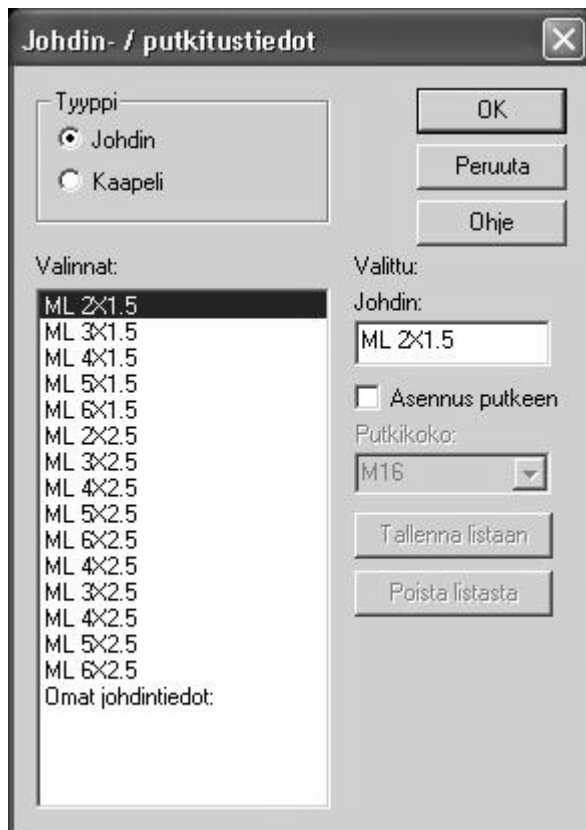 Johdin- / putkitustiedot
Tyyppi
Johdin
Kaapeli
OK
Peruuta
Ohje
Valinnat:
ML 2X1.5
ML 3X1.5
ML 4X1.5
ML 5X1.5
ML 6X1.5
ML 2X2.5
ML 3X2.5
ML 4X2.5
ML 5X2.5
ML 6X2.5
ML 4X2.5
ML 3X2.5
ML 4X2.5
ML 5X2.5
ML 6X2.5
Omat johdintiedot:
Valittu:
Johdin:
ML 2X1.5
Asennus putkeen
Putkikoko:
M16
Tallenna listaan
Poista listasta